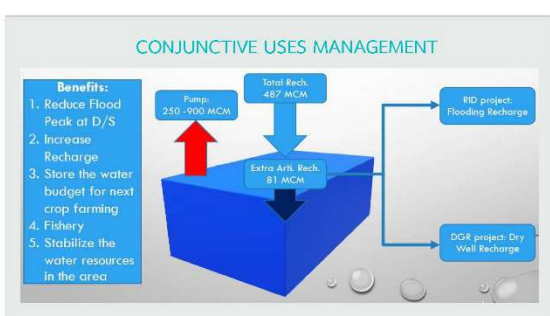 CONJUNCTIVE USES MANAGEMENT
Benefits:
1. Reduce Flood
Peak at D/S
2. Increase
Recharge
3. Store the water
budget for next
crop farming
4. Fishery
5. Stabilize the
water resources
in the area
Pump:
250 -900 MCM
Total Rech.
487 MCM
Extra Arti. Rech.
81 MCM
RID project:
Flooding Recharge
DGR project: Dry
Well Recharge